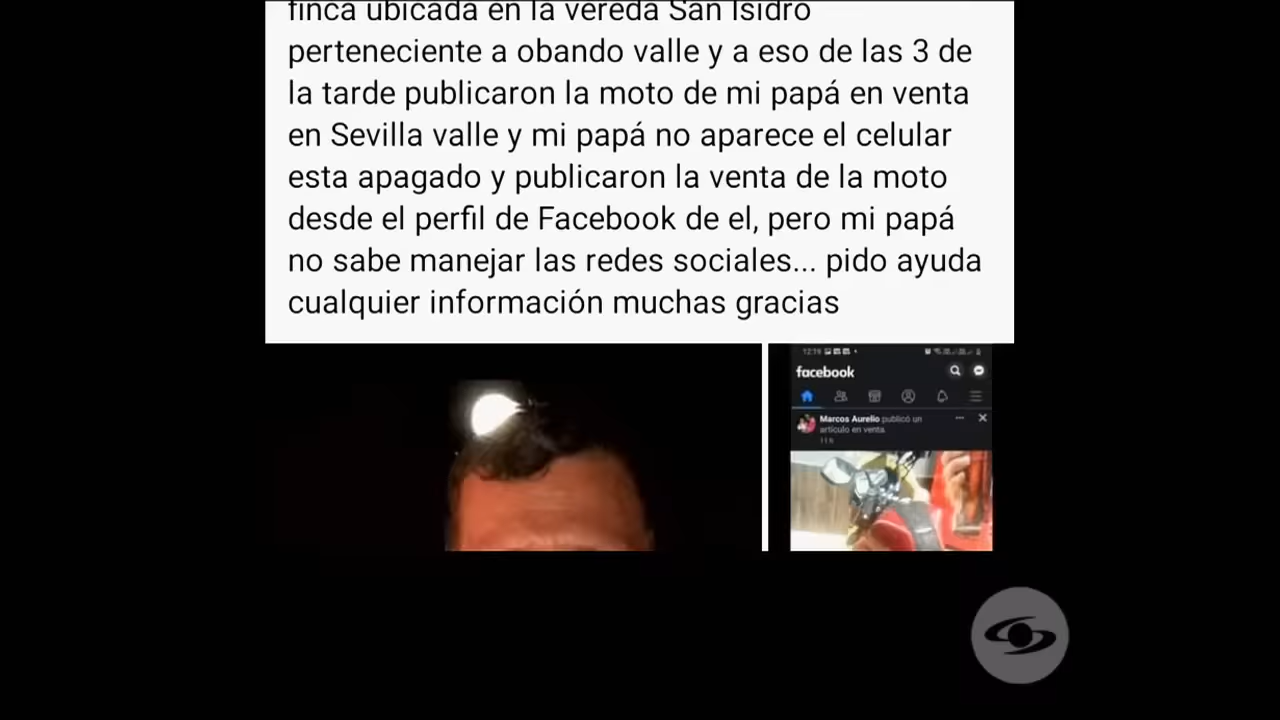 finca ubicada en la vereda San Isidro
perteneciente a obando valle y a eso de las 3 de
la tarde publicaron la moto de mi papá en venta
en Sevilla valle y mi papá no aparece el celular
esta apagado y publicaron la venta de la moto
desde el perfil de Facebook de el, pero mi papá
no sabe manejar las redes sociales... pido ayuda
cualquier información muchas gracias
12:19
facebook
Marcos Aurelio publicó un
artículo en venta.
11 h